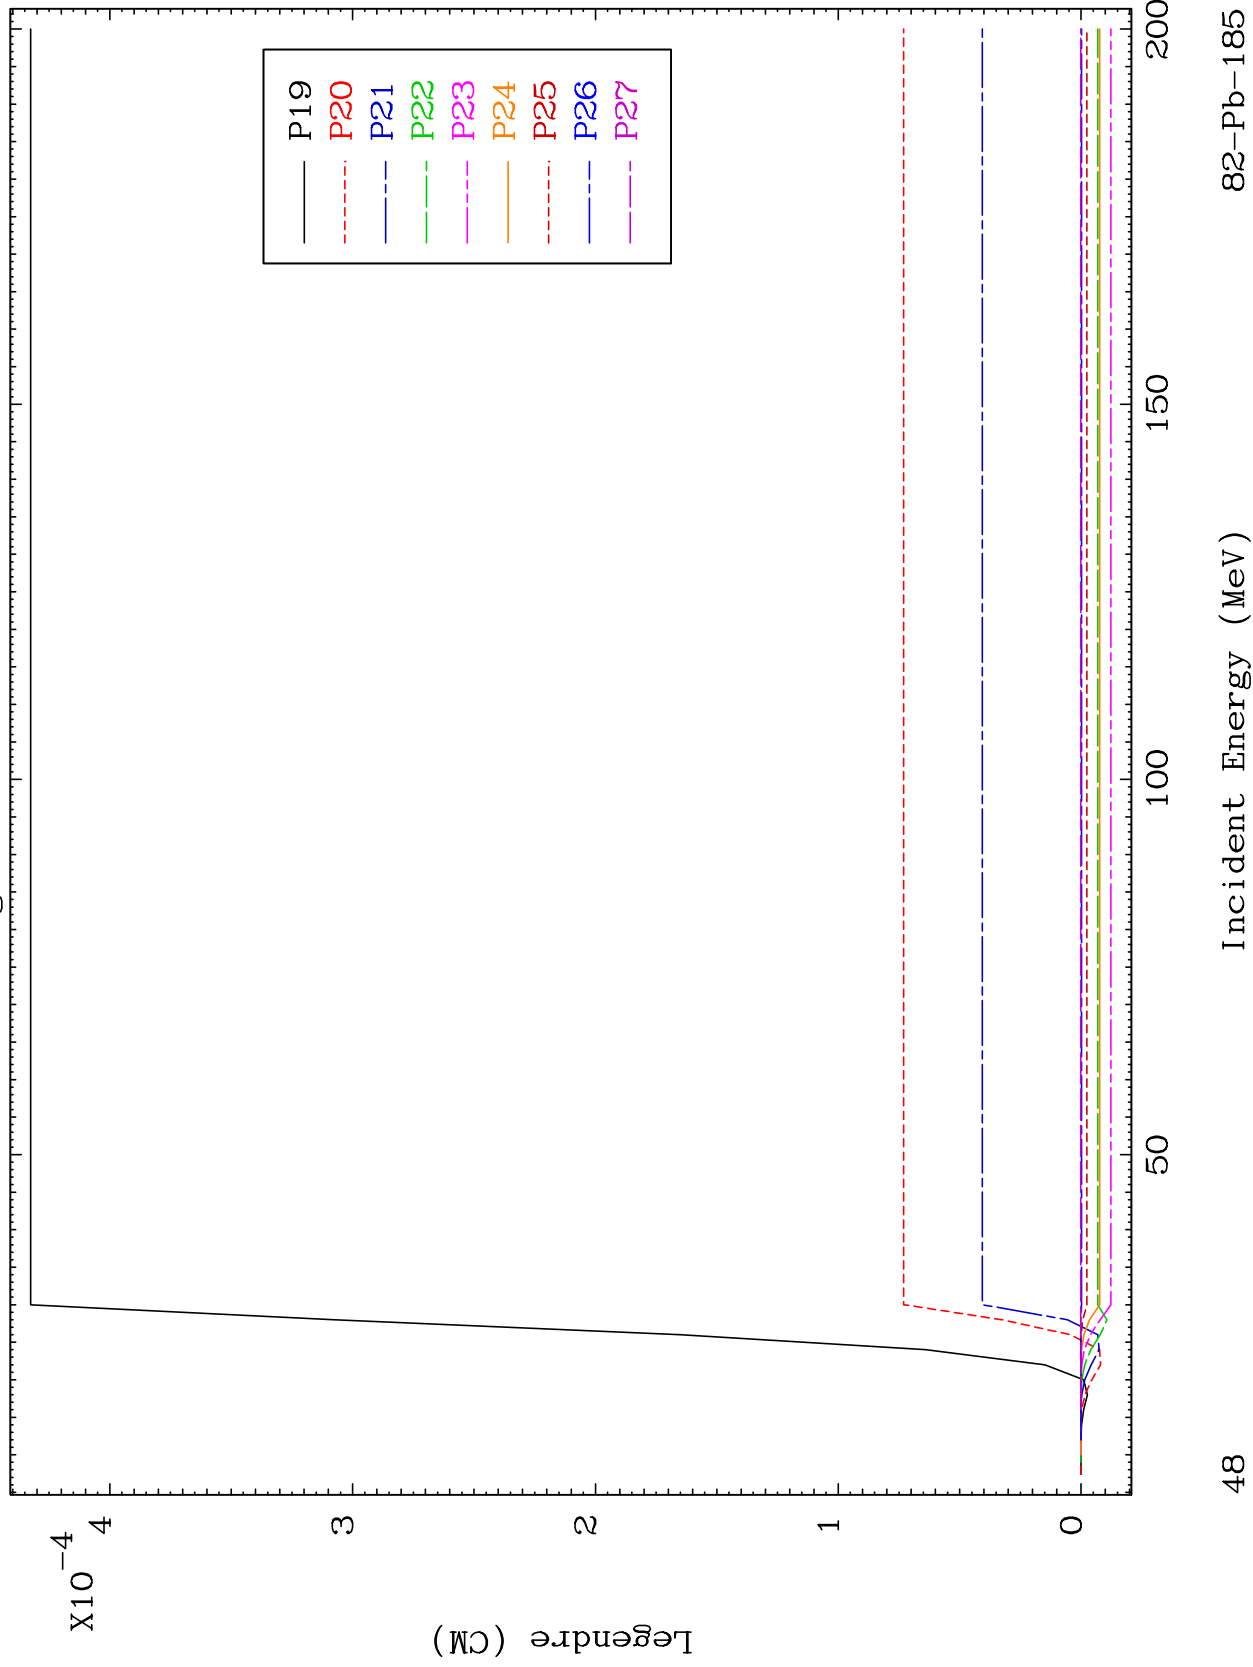 X10-4
4
3
2
1
0
Legendre (CM)
P19
P20
P21
P22
P23
P24
P25
P26
P27
50
100
150
200
Incident Energy (MeV)
48
82-Pb-185